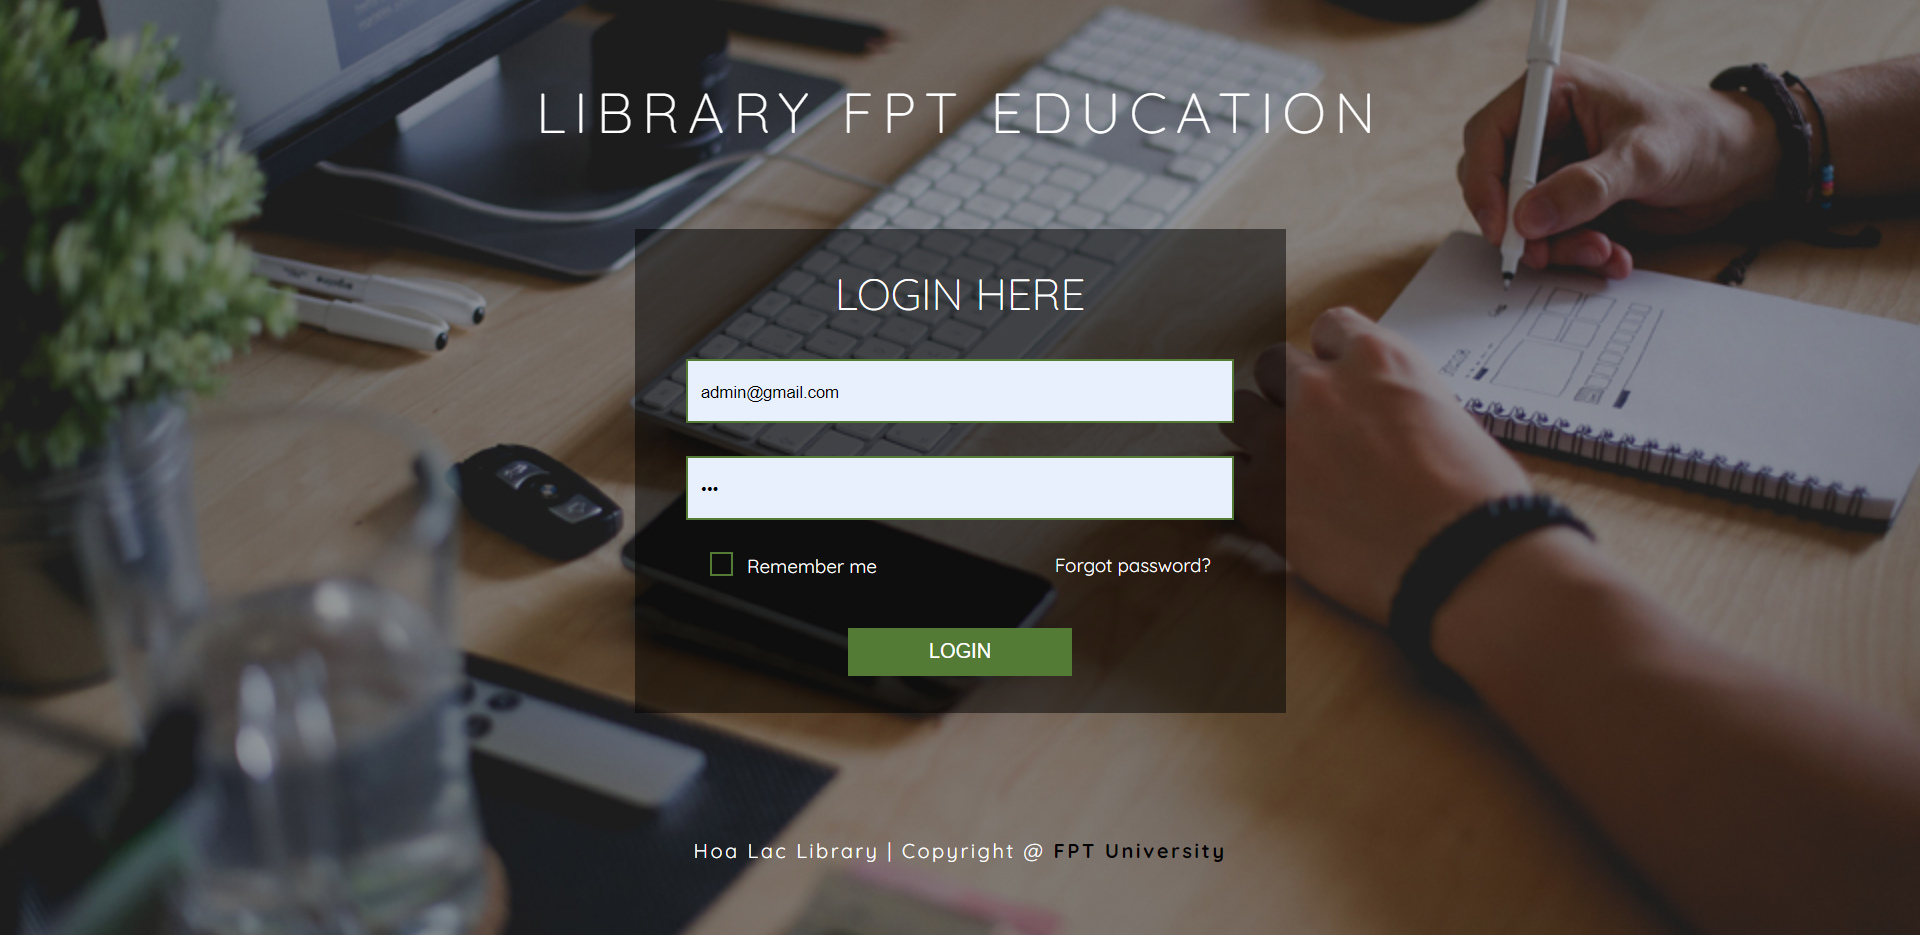 LIBRARY FPT EDUCATION
LOGIN HERE
admin@gmail.com
•••
Remember me
Forgot password?
LOGIN
Hoa Lac Library | Copyright @ FPT University